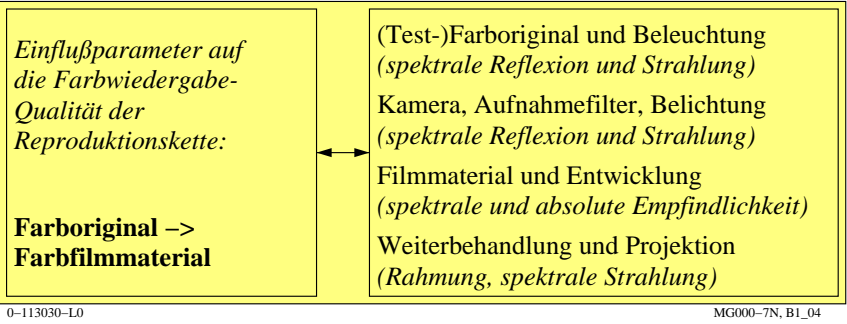 Einflußparameter auf
die Farbwiedergabe-
Qualität der
Reproduktionskette:
Farboriginal −>
Farbfilmmaterial
(Test-)Farboriginal und Beleuchtung
(spektrale Reflexion und Strahlung)
Kamera, Aufnahmefilter, Belichtung
(spektrale Reflexion und Strahlung)
Filmmaterial und Entwicklung
(spektrale und absolute Empfindlichkeit)
Weiterbehandlung und Projektion
(Rahmung, spektrale Strahlung)
0−113030−L0
MG000−7N, B1_04